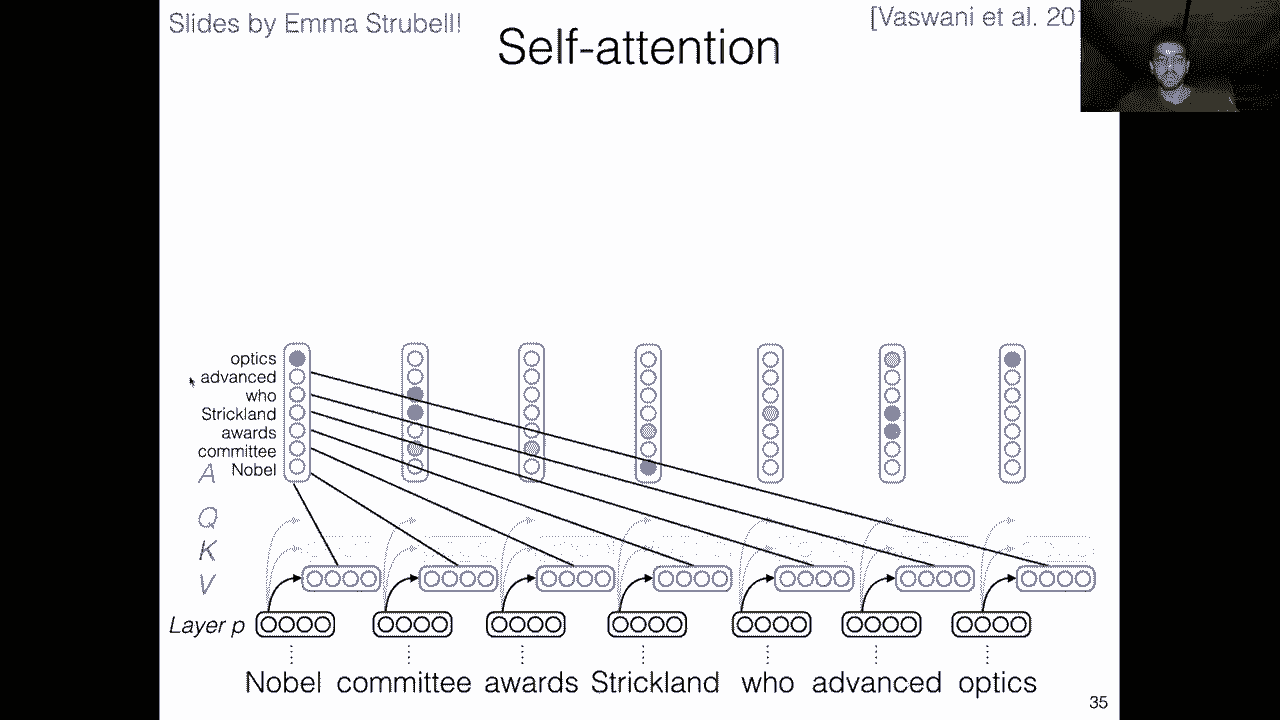 Slides by Emma Strubell!
[Vaswani et al. 20
Self-attention
optics
advanced
who
Strickland
awards
committee
A Nobel
Q
K
V
Layer p
Nobel committee awards Strickland who advanced optics
35